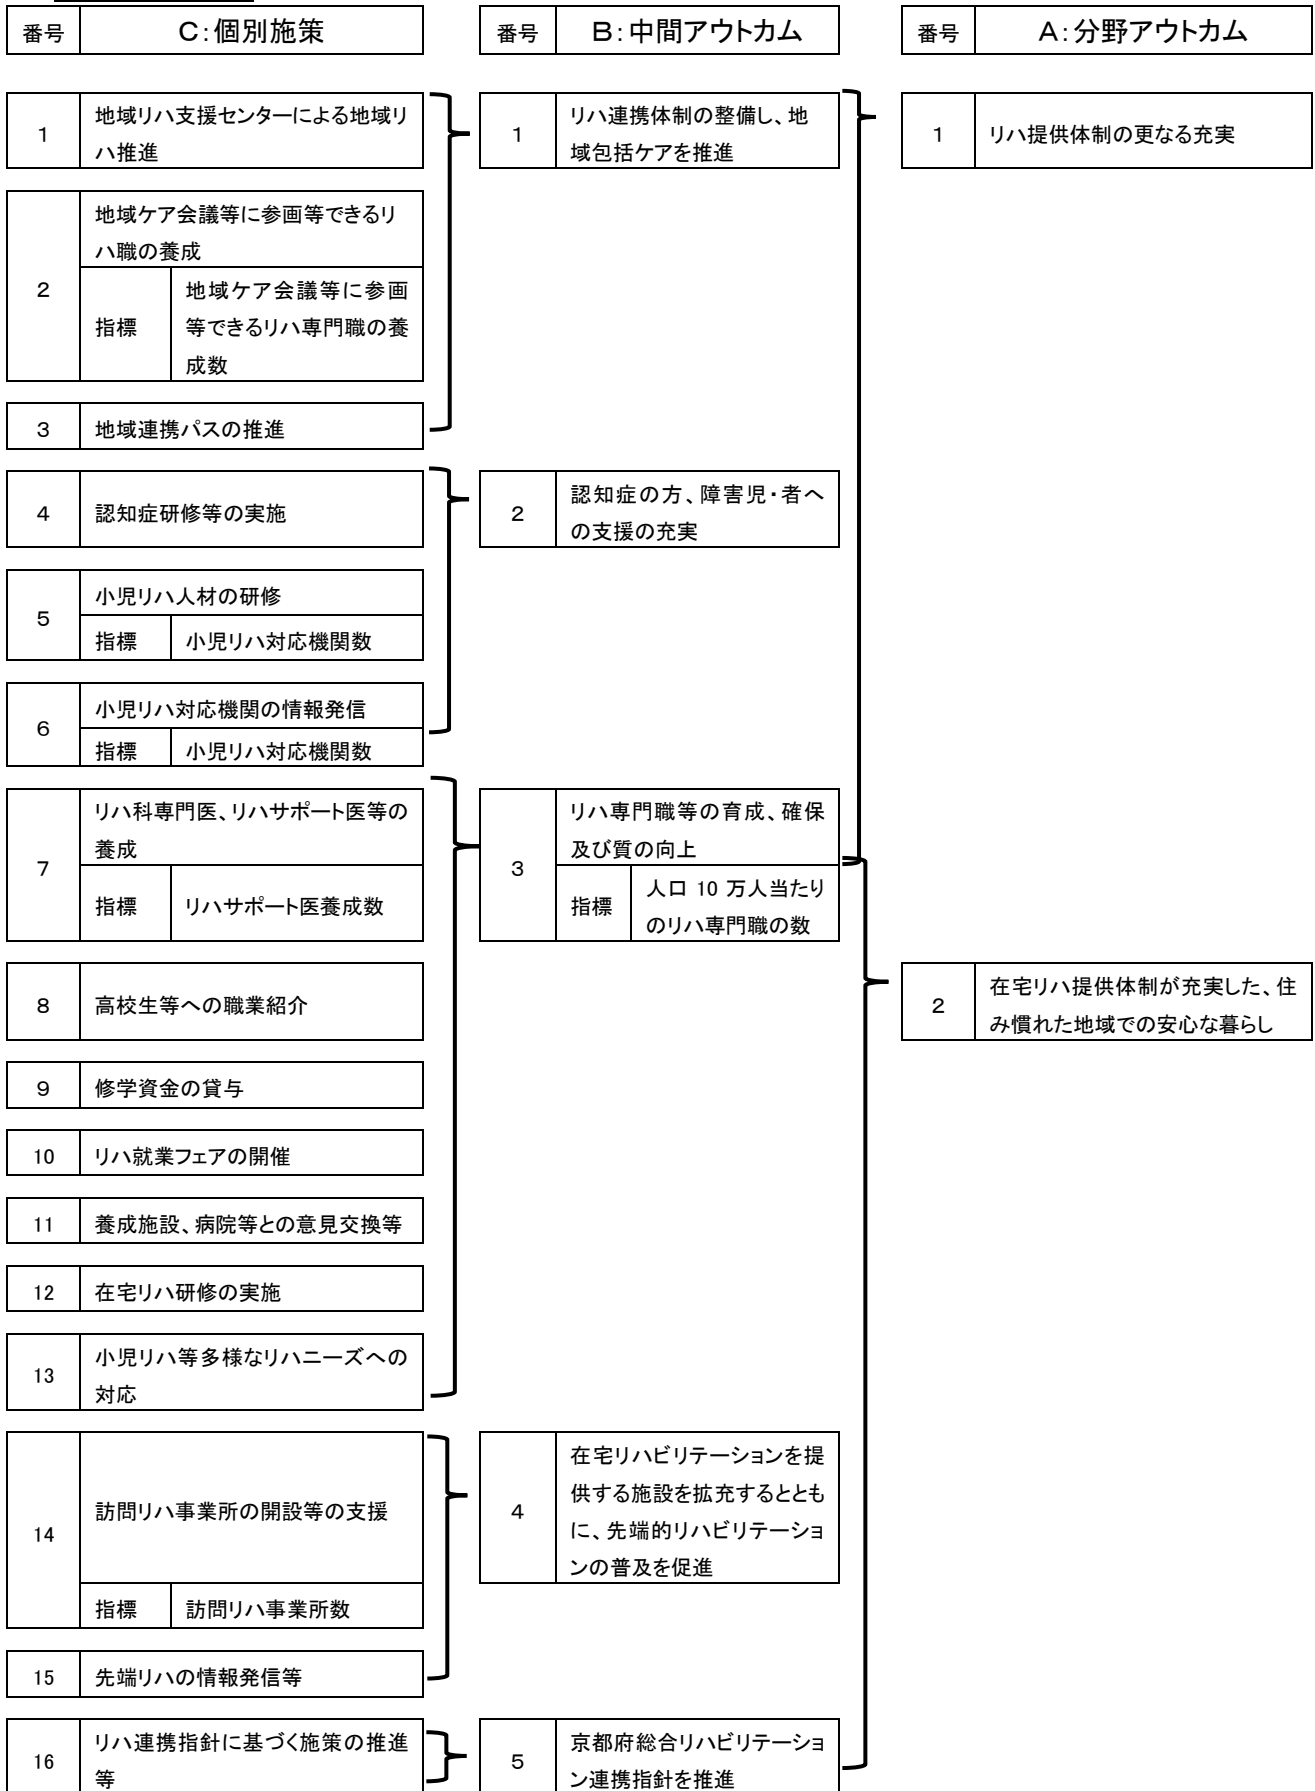 番号 C：個別施策 番号 B：中間アウトカム 番号 A：分野アウトカム
1 地域リハ支援センターによる地域リ
ハ推進
1 リハ連携体制の整備し、地
域包括ケアを推進
1 リハ提供体制の更なる充実
2 地域ケア会議等に参画等できるリ
ハ職の養成
指標 地域ケア会議等に参画
等できるリハ専門職の養
成数
3 地域連携パスの推進
4 認知症研修等の実施
2 認知症の方、障害児・者へ
の支援の充実
5 小児リハ人材の研修
指標 小児リハ対応機関数
6 小児リハ対応機関の情報発信
指標 小児リハ対応機関数
7 リハ科専門医、リハサポート医等の
養成
指標 リハサポート医養成数
3 リハ専門職等の育成、確保
及び質の向上
指標 人口 10 万人当たり
のリハ専門職の数
8 高校生等への職業紹介
2 在宅リハ提供体制が充実した、住
み慣れた地域での安心な暮らし
9 修学資金の貸与
10 リハ就業フェアの開催
11 養成施設、病院等との意見交換等
12 在宅リハ研修の実施
13 小児リハ等多様なリハニーズへの
対応
14 訪問リハ事業所の開設等の支援
指標 訪問リハ事業所数
4 在宅リハビリテーションを提
供する施設を拡充するととも
に、先端的リハビリテーショ
ンの普及を促進
15 先端リハの情報発信等
16 リハ連携指針に基づく施策の推進
等
5 京都府総合リハビリテーショ
ン連携指針を推進